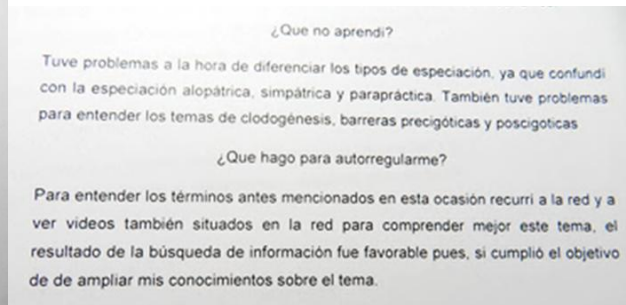 ¿Que no aprendi?
Tuve problemas a la hora de diferenciar los tipos de especiación, ya que confundi
con la especiación alopátrica, simpátrica y parapráctica. También tuve problemas
para entender los temas de clodogénesis, barreras precigóticas y poscigoticas
¿Que hago para autorregularme?
Para entender los términos antes mencionados en esta ocasión recurri a la red y a
ver videos también situados en la red para comprender mejor este tema, el
resultado de la búsqueda de información fue favorable pues, si cumplió el objetivo
de de ampliar mis conocimientos sobre el tema.